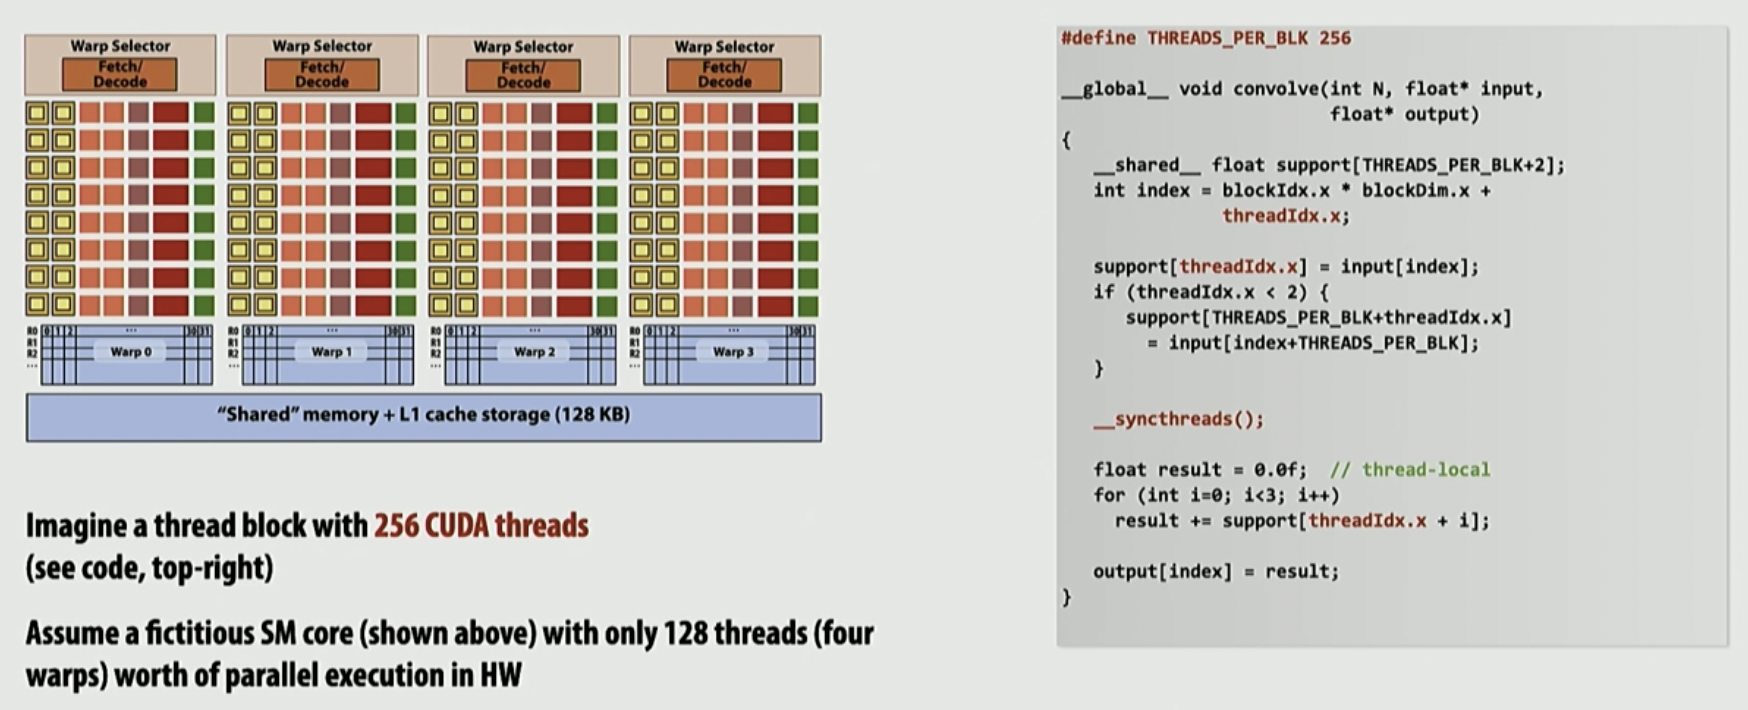 Warp Selector
Fetch/
Decode
Warp Selector
Fetch/
Decode
Warp Selector
Fetch/
Decode
Warp Selector
Fetch/
Decode
R0 0 1 2 ... 30 31
R1
R2
...
Warp 0
R0 0 1 2 ... 30 31
R1
R2
...
Warp 1
R0 0 1 2 ... 30 31
R1
R2
...
Warp 2
R0 0 1 2 ... 30 31
R1
R2
...
Warp 3
“Shared” memory + L1 cache storage (128 KB)
Imagine a thread block with 256 CUDA threads
(see code, top-right)
Assume a fictitious SM core (shown above) with only 128 threads (four
warps) worth of parallel execution in HW
#define THREADS_PER_BLK 256
__global__ void convolve(int N, float* input,
float* output)
{
__shared__ float support[THREADS_PER_BLK+2];
int index = blockIdx.x * blockDim.x +
threadIdx.x;
support[threadIdx.x] = input[index];
if (threadIdx.x < 2) {
support[THREADS_PER_BLK+threadIdx.x]
= input[index+THREADS_PER_BLK];
}
__syncthreads();
float result = 0.0f; // thread-local
for (int i=0; i<3; i++)
result += support[threadIdx.x + i];
output[index] = result;
}